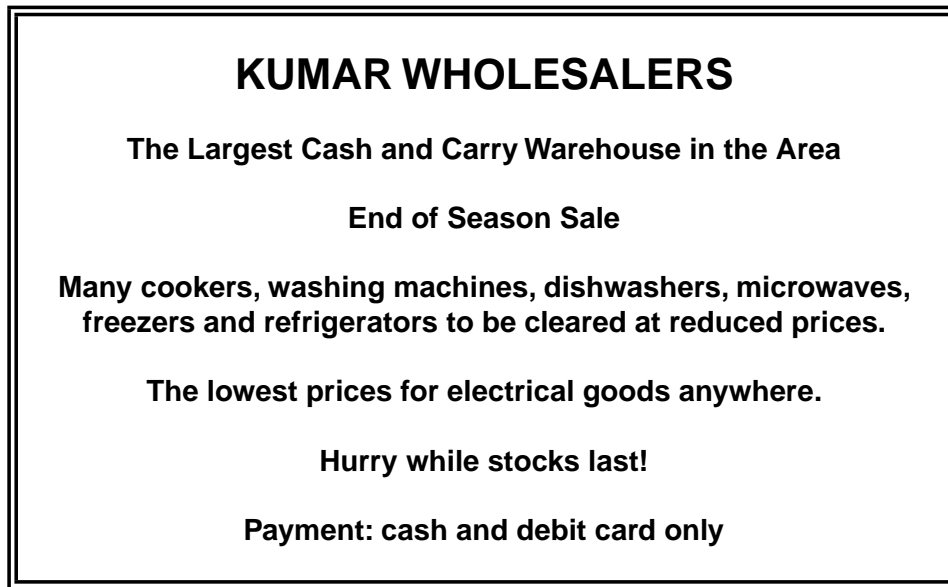 KUMAR WHOLESALERS
The Largest Cash and Carry Warehouse in the Area
End of Season Sale
Many cookers, washing machines, dishwashers, microwaves,
freezers and refrigerators to be cleared at reduced prices.
The lowest prices for electrical goods anywhere.
Hurry while stocks last!
Payment: cash and debit card only